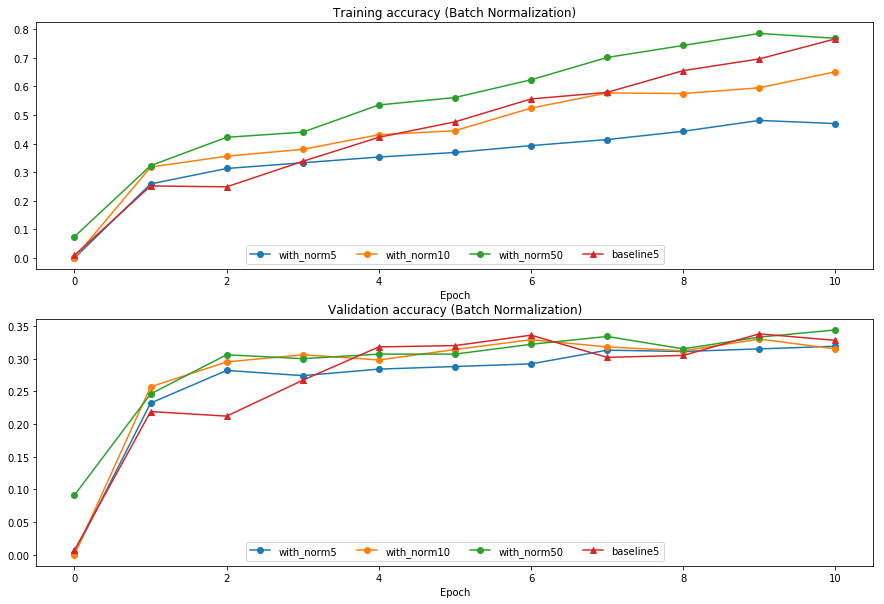 Training accuracy (Batch Normalization)
0.8
0.7
0.6
0.5
0.4
0.3
0.2
0.1
0.0
with_norm5 with_norm10 with_norm50 baseline5
0 2 4 6 8 10
Epoch
Validation accuracy (Batch Normalization)
0.35
0.30
0.25
0.20
0.15
0.10
0.05
0.00
with_norm5 with_norm10 with_norm50 baseline5
0 2 4 6 8 10
Epoch